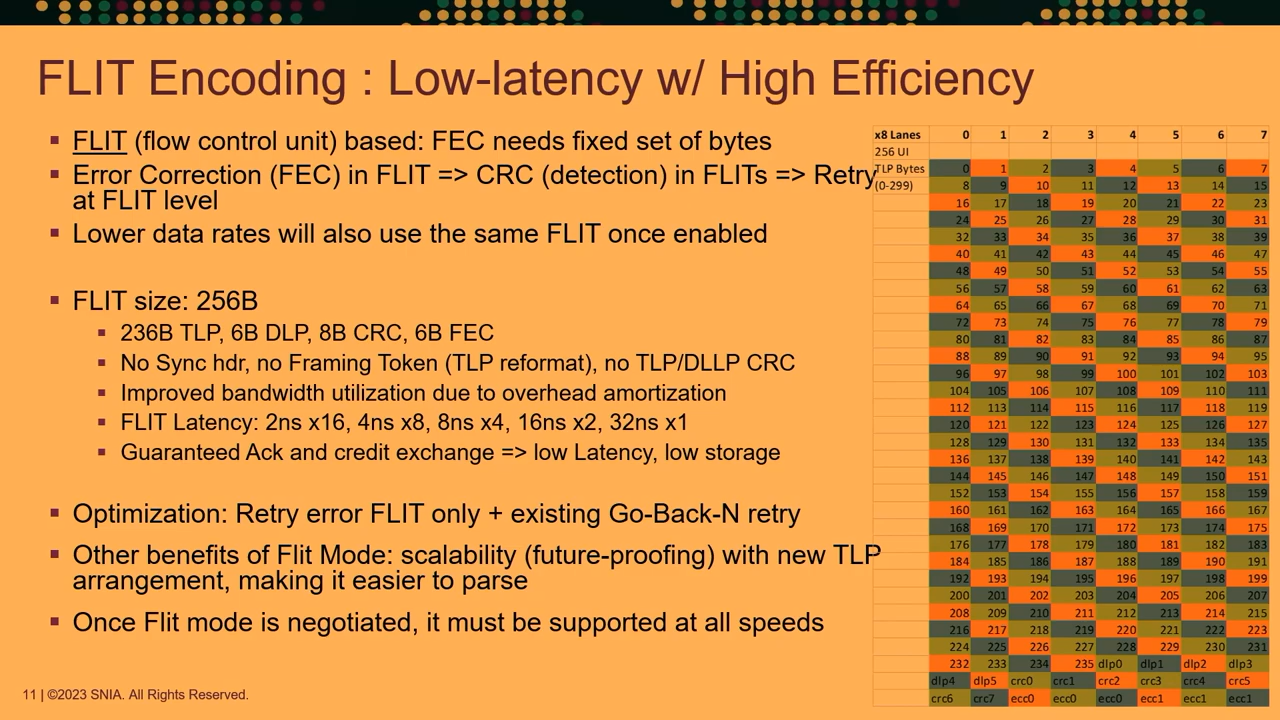 FLIT Encoding : Low-latency w/ High Efficiency
▪ FLIT (flow control unit) based: FEC needs fixed set of bytes
▪ Error Correction (FEC) in FLIT => CRC (detection) in FLITs => Retry
at FLIT level
▪ Lower data rates will also use the same FLIT once enabled
▪ FLIT size: 256B
▪ 236B TLP, 6B DLP, 8B CRC, 6B FEC
▪ No Sync hdr, no Framing Token (TLP reformat), no TLP/DLLP CRC
▪ Improved bandwidth utilization due to overhead amortization
▪ FLIT Latency: 2ns x16, 4ns x8, 8ns x4, 16ns x2, 32ns x1
▪ Guaranteed Ack and credit exchange => low Latency, low storage
▪ Optimization: Retry error FLIT only + existing Go-Back-N retry
▪ Other benefits of Flit Mode: scalability (future-proofing) with new TLP
arrangement, making it easier to parse
▪ Once Flit mode is negotiated, it must be supported at all speeds
x8 Lanes 0 1 2 3 4 5 6 7
256 UI
TLP Bytes 0 1 2 3 4 5 6 7
(0-299) 8 9 10 11 12 13 14 15
16 17 18 19 20 21 22 23
24 25 26 27 28 29 30 31
32 33 34 35 36 37 38 39
40 41 42 43 44 45 46 47
48 49 50 51 52 53 54 55
56 57 58 59 60 61 62 63
64 65 66 67 68 69 70 71
72 73 74 75 76 77 78 79
80 81 82 83 84 85 86 87
88 89 90 91 92 93 94 95
96 97 98 99 100 101 102 103
104 105 106 107 108 109 110 111
112 113 114 115 116 117 118 119
120 121 122 123 124 125 126 127
128 129 130 131 132 133 134 135
136 137 138 139 140 141 142 143
144 145 146 147 148 149 150 151
152 153 154 155 156 157 158 159
160 161 162 163 164 165 166 167
168 169 170 171 172 173 174 175
176 177 178 179 180 181 182 183
184 185 186 187 188 189 190 191
192 193 194 195 196 197 198 199
200 201 202 203 204 205 206 207
208 209 210 211 212 213 214 215
216 217 218 219 220 221 222 223
224 225 226 227 228 229 230 231
232 233 234 235 dlp0 dlp1 dlp2 dlp3
dlp4 dlp5 crc0 crc1 crc2 crc3 crc4 crc5
crc6 crc7 ecc0 ecc0 ecc0 ecc1 ecc1 ecc1
11 | ©2023 SNIA. All Rights Reserved.